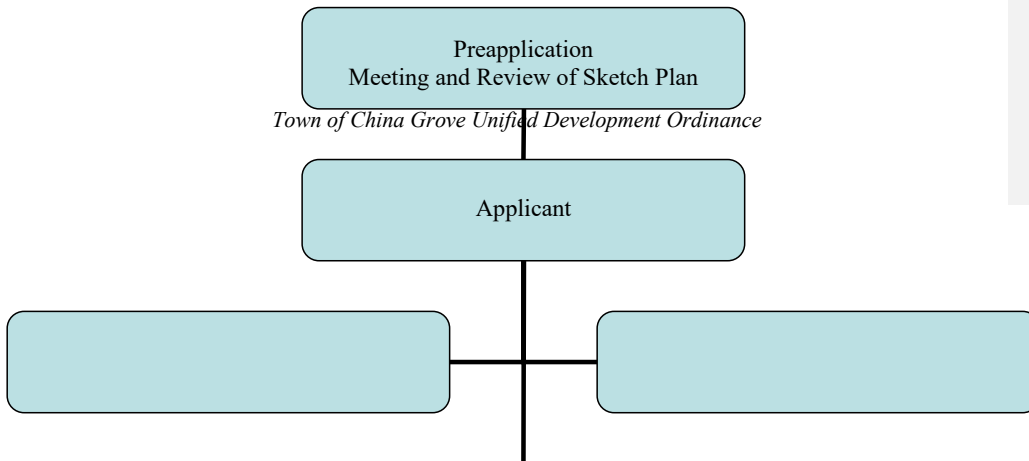 Preapplication
Meeting and Review of Sketch Plan
Town of China Grove Unified Development Ordinance
Applicant